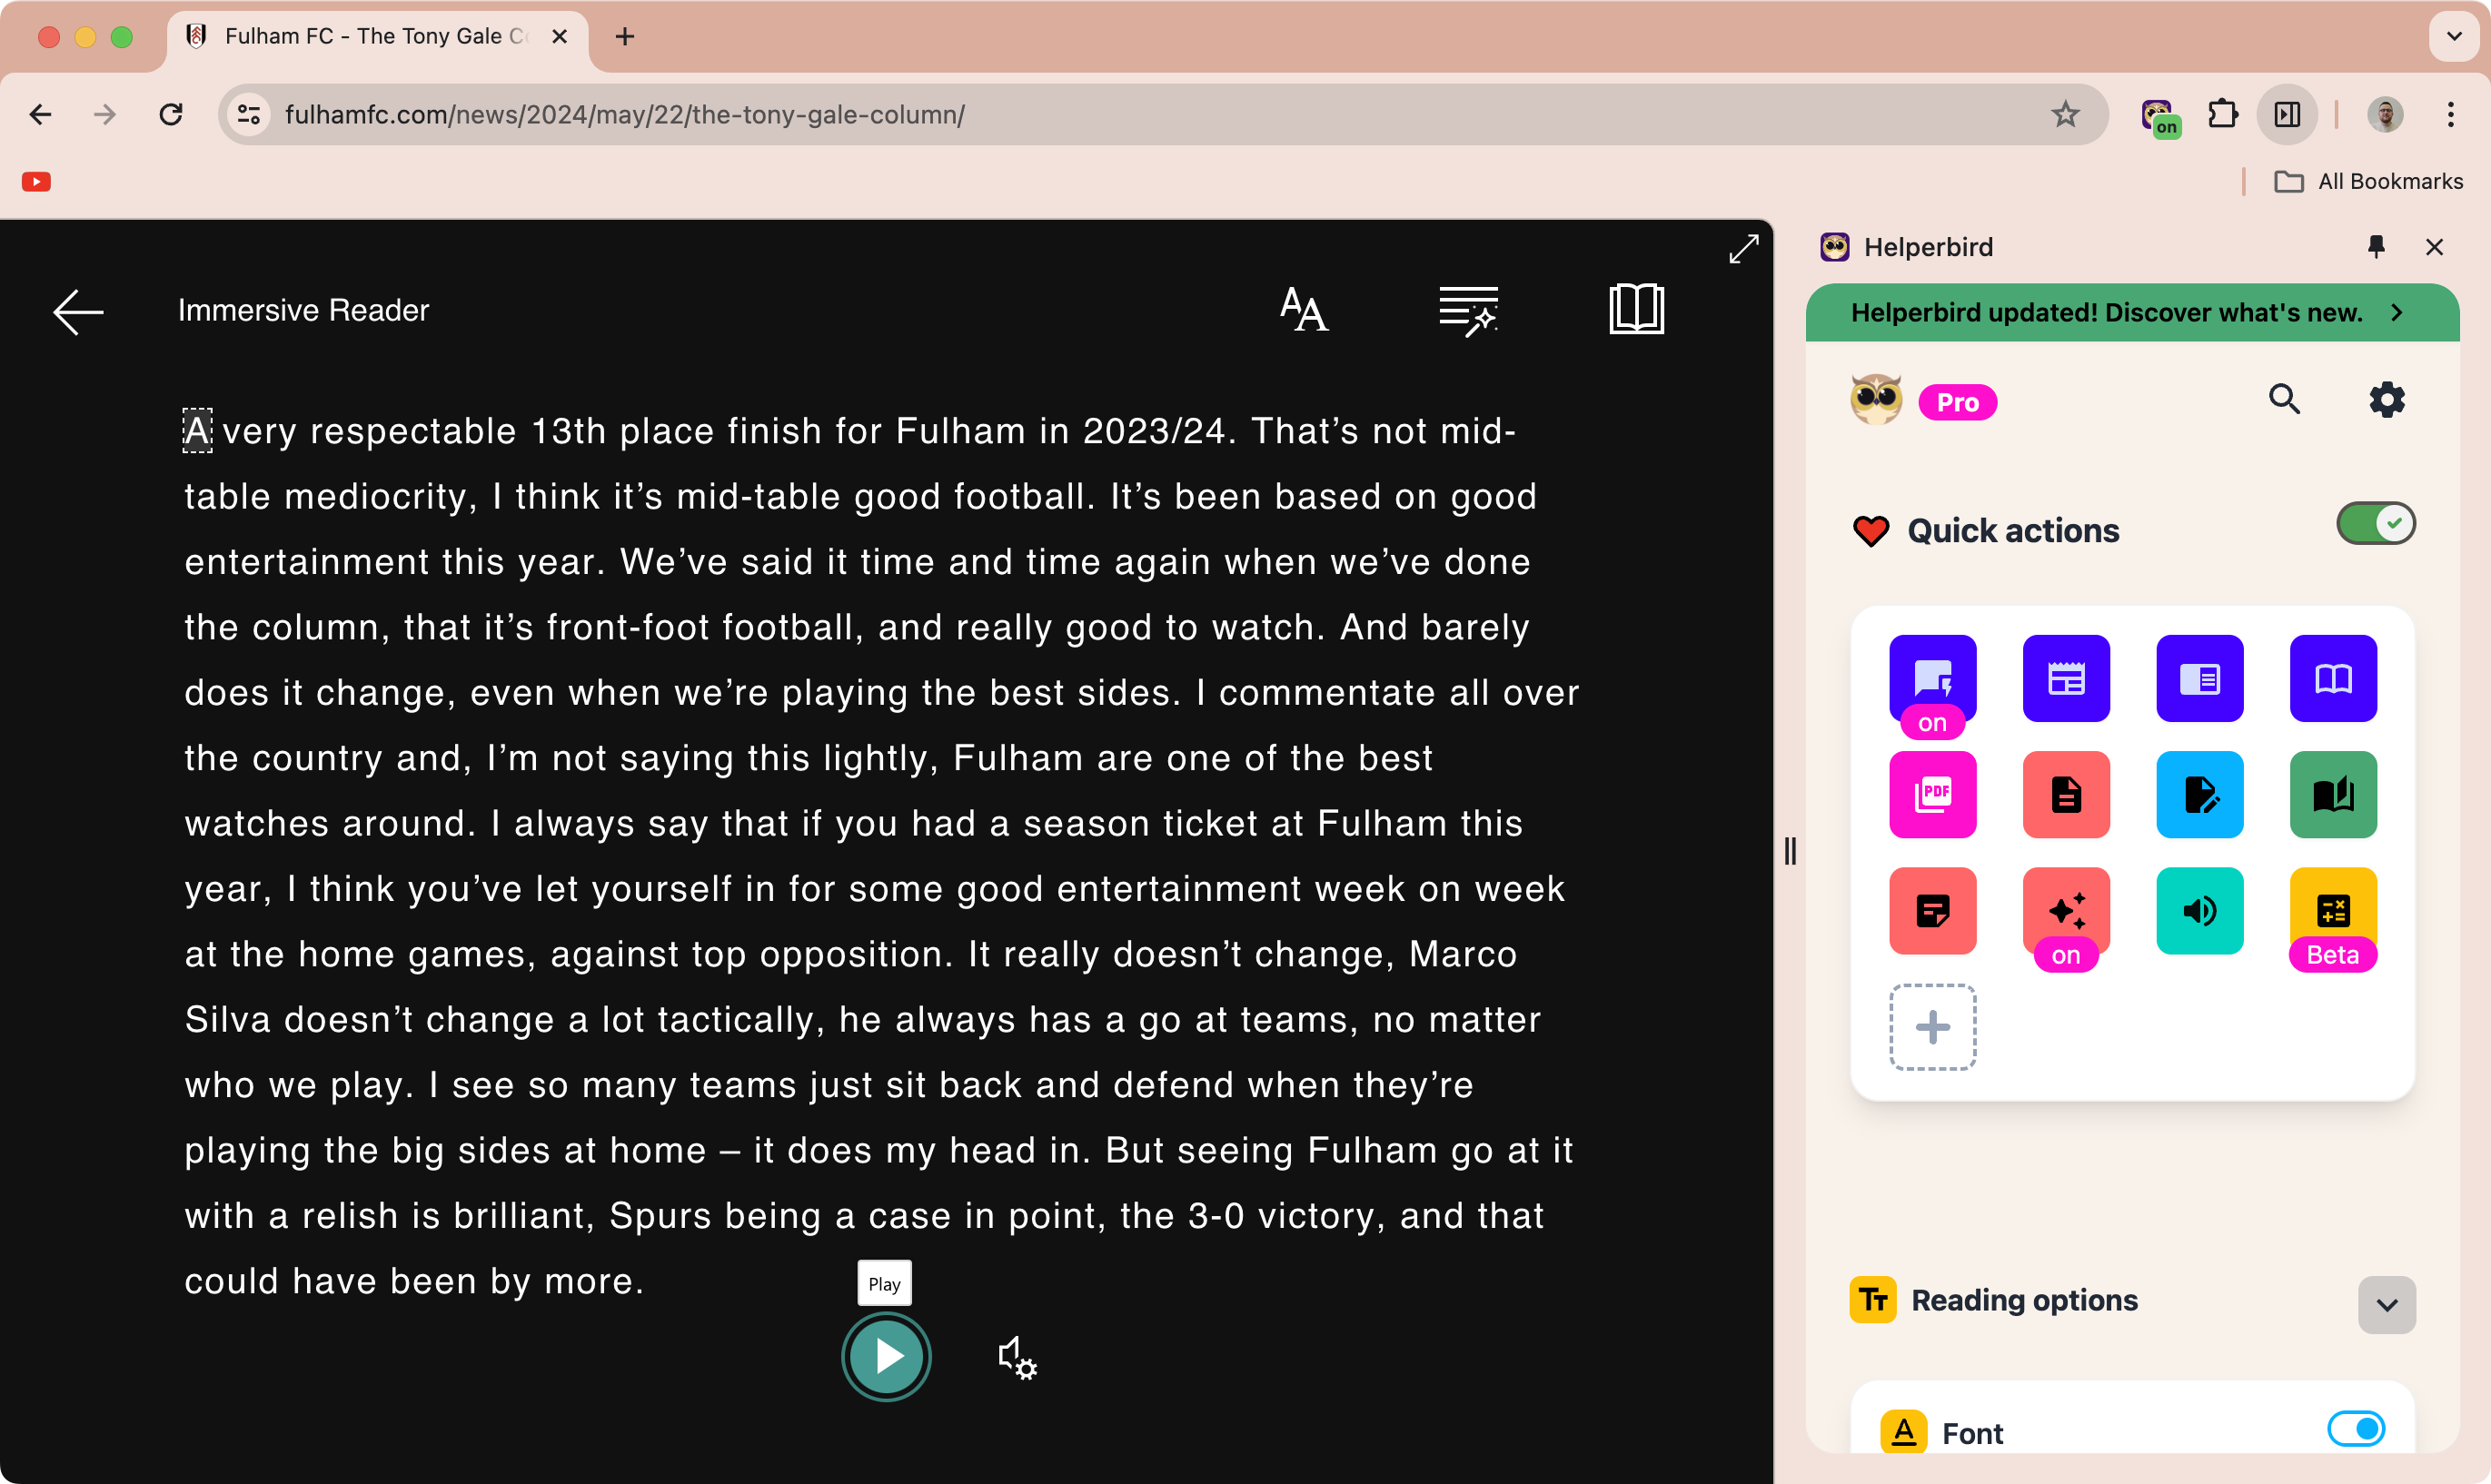 Fulham FC - The Tony Gale
fulhamfc.com/news/2024/may/22/the-tony-gale-column/
on
All Bookmarks
Immersive Reader
A very respectable 13th place finish for Fulham in 2023/24. That’s not mid-
table mediocrity, I think it’s mid-table good football. It’s been based on good
entertainment this year. We’ve said it time and time again when we’ve done
the column, that it’s front-foot football, and really good to watch. And barely
does it change, even when we’re playing the best sides. I commentate all over
the country and, I’m not saying this lightly, Fulham are one of the best
watches around. I always say that if you had a season ticket at Fulham this
year, I think you’ve let yourself in for some good entertainment week on week
at the home games, against top opposition. It really doesn’t change, Marco
Silva doesn’t change a lot tactically, he always has a go at teams, no matter
who we play. I see so many teams just sit back and defend when they’re
playing the big sides at home – it does my head in. But seeing Fulham go at it
with a relish is brilliant, Spurs being a case in point, the 3-0 victory, and that
could have been by more.
Play
Helperbird
Helperbird updated! Discover what's new.
Pro
Quick actions
on
PDF
on
Beta
Reading options
Font